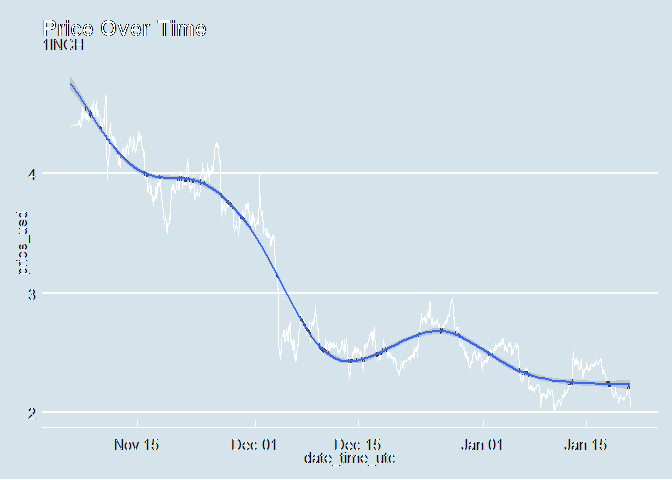 Price Over Time
1INCH
4
price_usd
3
2
Nov 15 Dec 01 Dec 15 Jan 01 Jan 15
date_time_utc